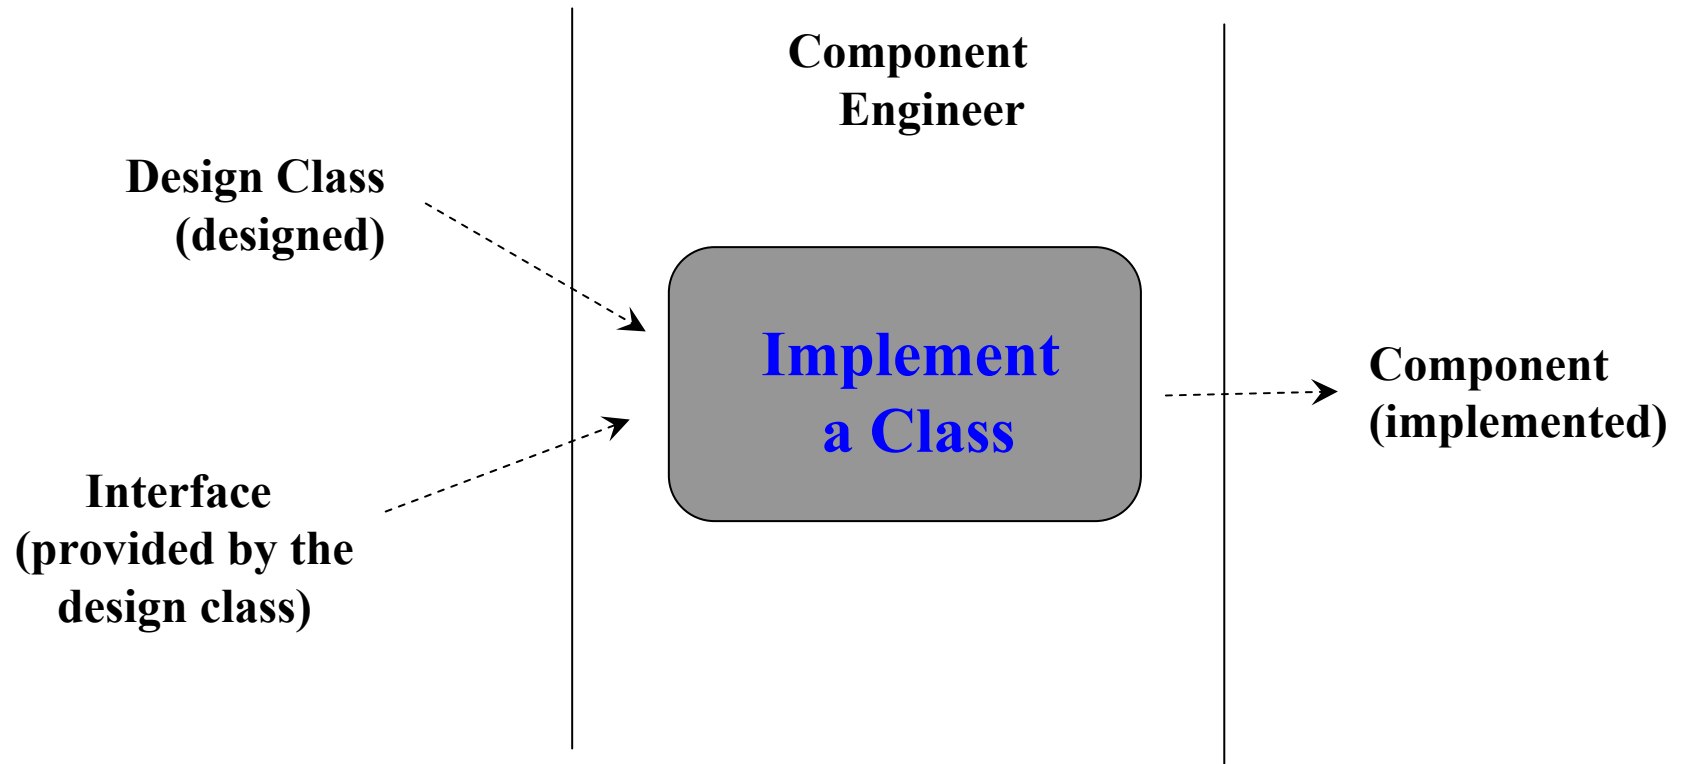 Component
Engineer
Design Class
(designed)
Implement
a Class
Component
(implemented)
Interface
(provided by the
design class)